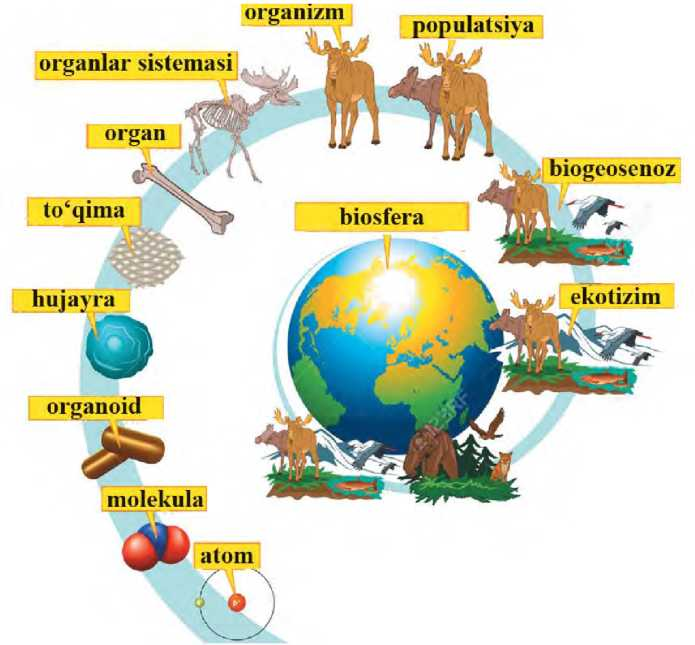 organizm
populatsiya
organlar sistemasi
organ
biogeosenoz
to‘qima
biosfera
hujayra
ekotizim
organoid
molekula
atom